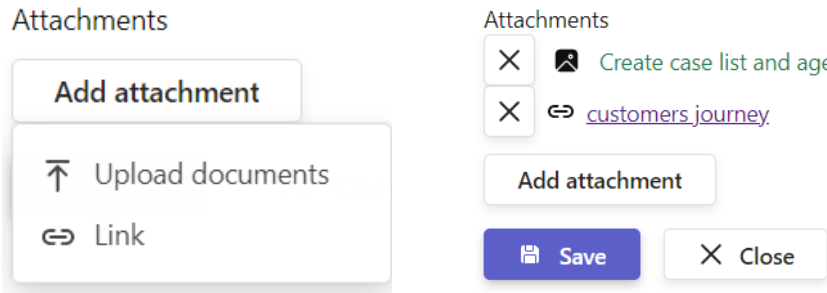 Attachments
Add attachment
Upload documents
Link
Attachments
Create case list and age
customers journey
Add attachment
Save
Close